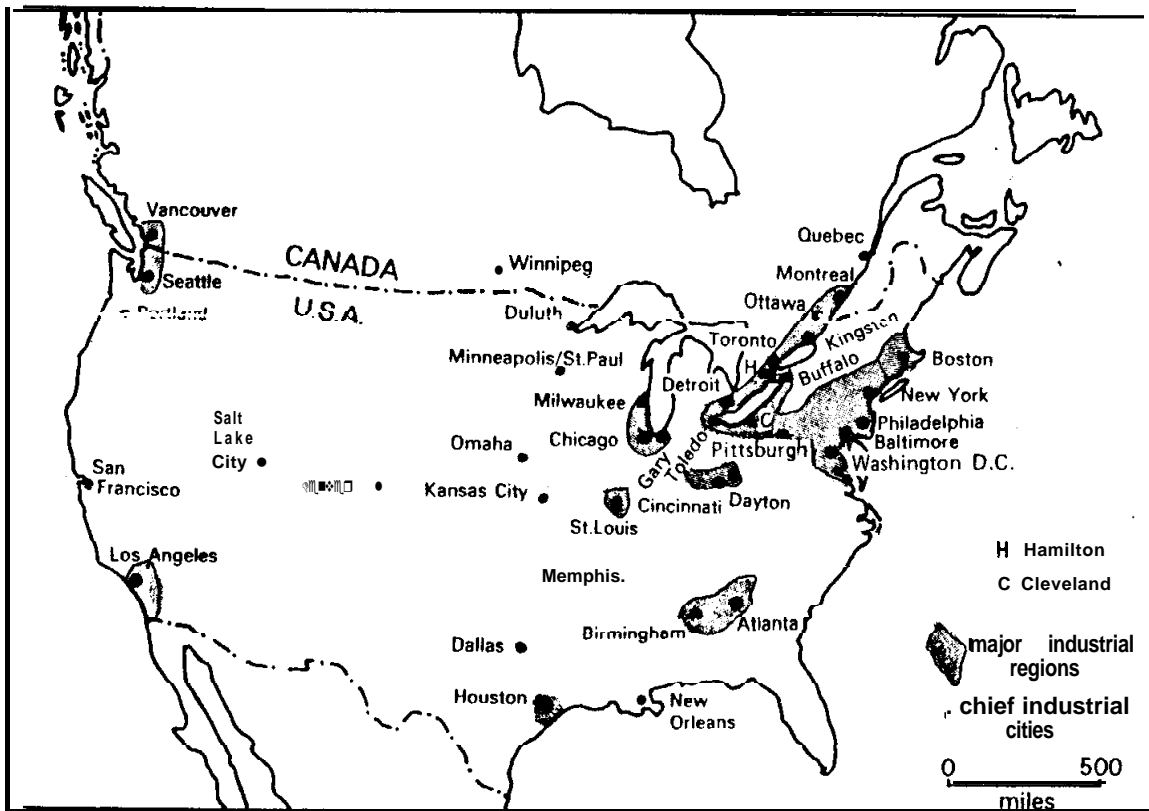 Vancouver
Seattle
Portland
CANADA
U.S.A.
Winnipeg
Duluth
Minneapolis/St.Paul
Milwaukee
Chicago
Gary
Toledo
Detroit
Toronto
H
C
Quebec
Montreal
Ottawa
Kingston
Buffalo
Boston
New York
Philadelphia
Baltimore
Washington D.C.
Pittsburgh
Salt
Lake
City
San
Francisco
Los Angeles
Omaha
Kansas City
St.Louis
Cincinnati
Dayton
Memphis.
Birmingham
Atlanta
Dallas
Houston
New
Orleans
H Hamilton
C Cleveland
major industrial
regions
chief industrial
cities
0 500
miles